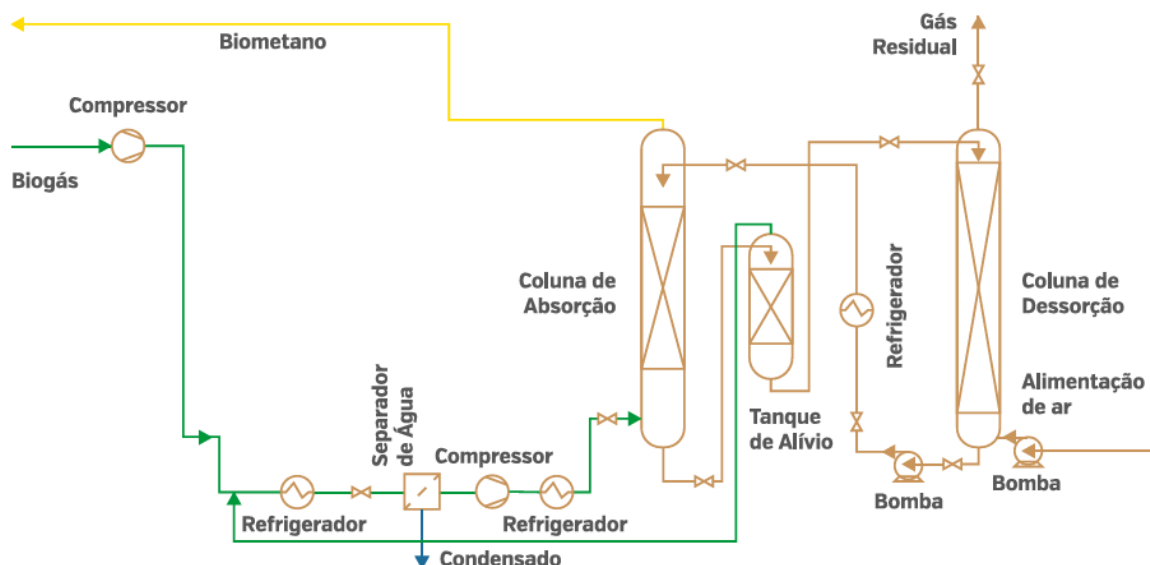 Biometano
Gás
Residual
Compressor
Biogás
Coluna de
Absorção
Refrigerador
Coluna de
Dessorção
Separador
de Água
Tanque
de Alívio
Alimentação
de ar
Compressor
Refrigerador
Refrigerador
Bomba
Bomba
Condensado